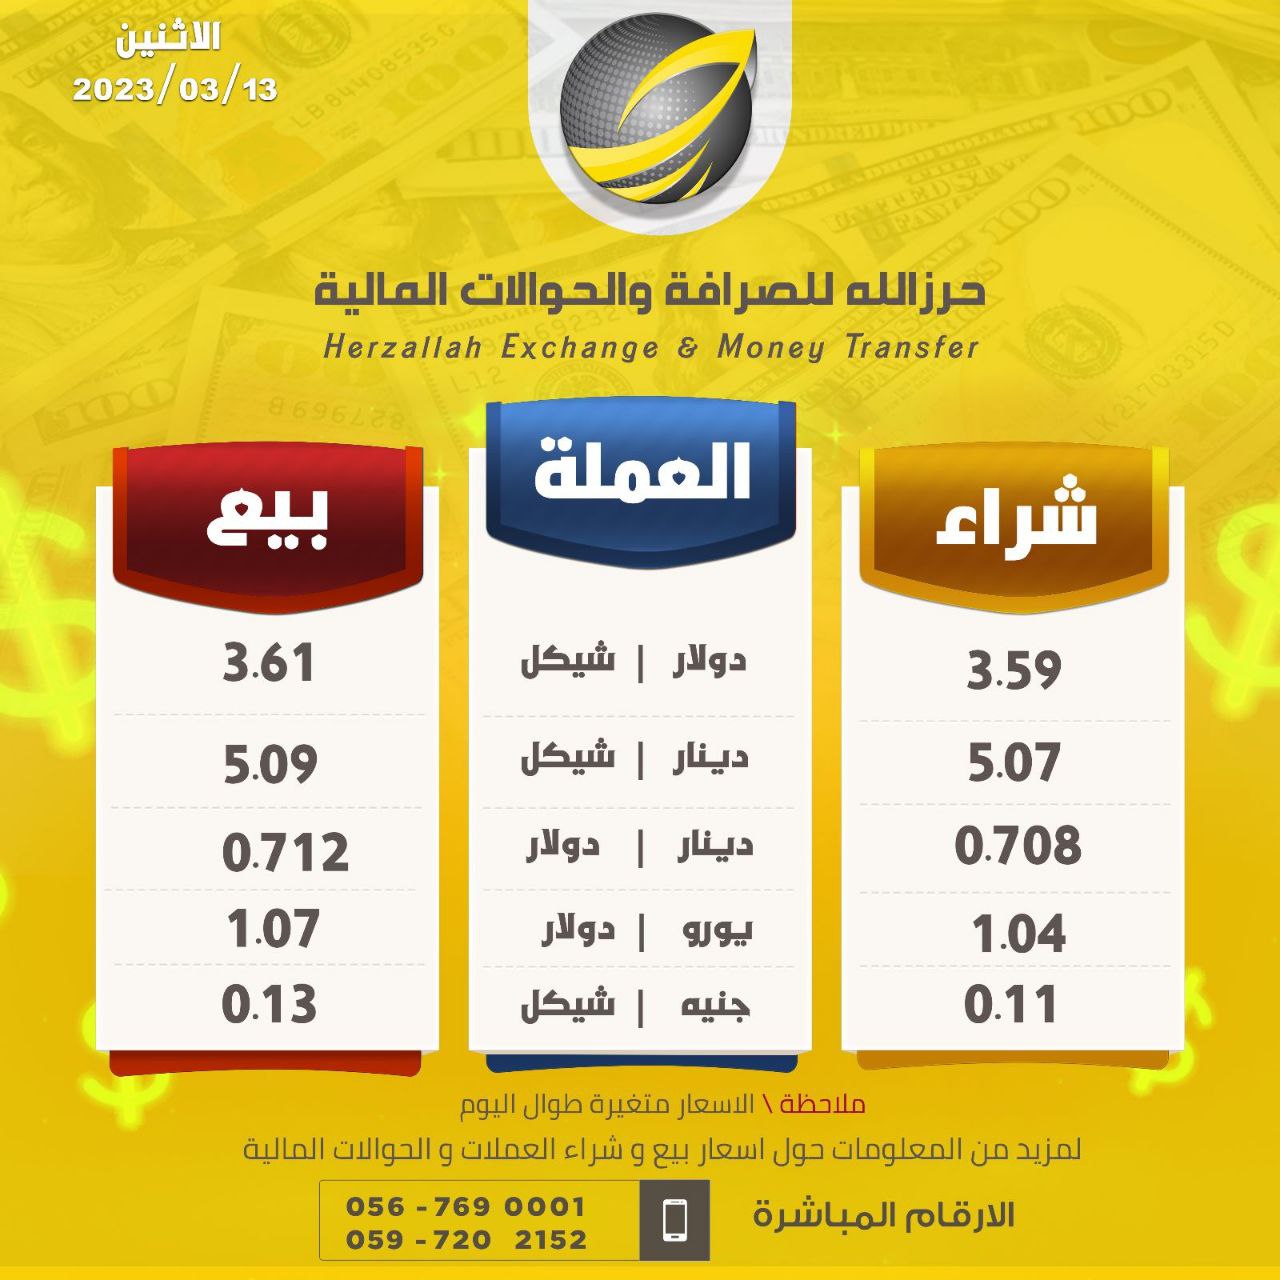 الاثنين
2023/03/13
حرزالله للصرافة والحوالات المالية
Herzallah Exchange & Money Transfer
شراء العملة بيع
3.59 دولار | شيكل 3.61
5.07 دينار | شيكل 5.09
0.708 دينار | دولار 0.712
1.04 يورو | دولار 1.07
0.11 جنيه | شيكل 0.13
ملاحظة \ الاسعار متغيرة طوال اليوم
لمزيد من المعلومات حول اسعار بيع و شراء العملات و الحوالات المالية
الارقام المباشرة
056 - 769 0001
059 - 720 2152